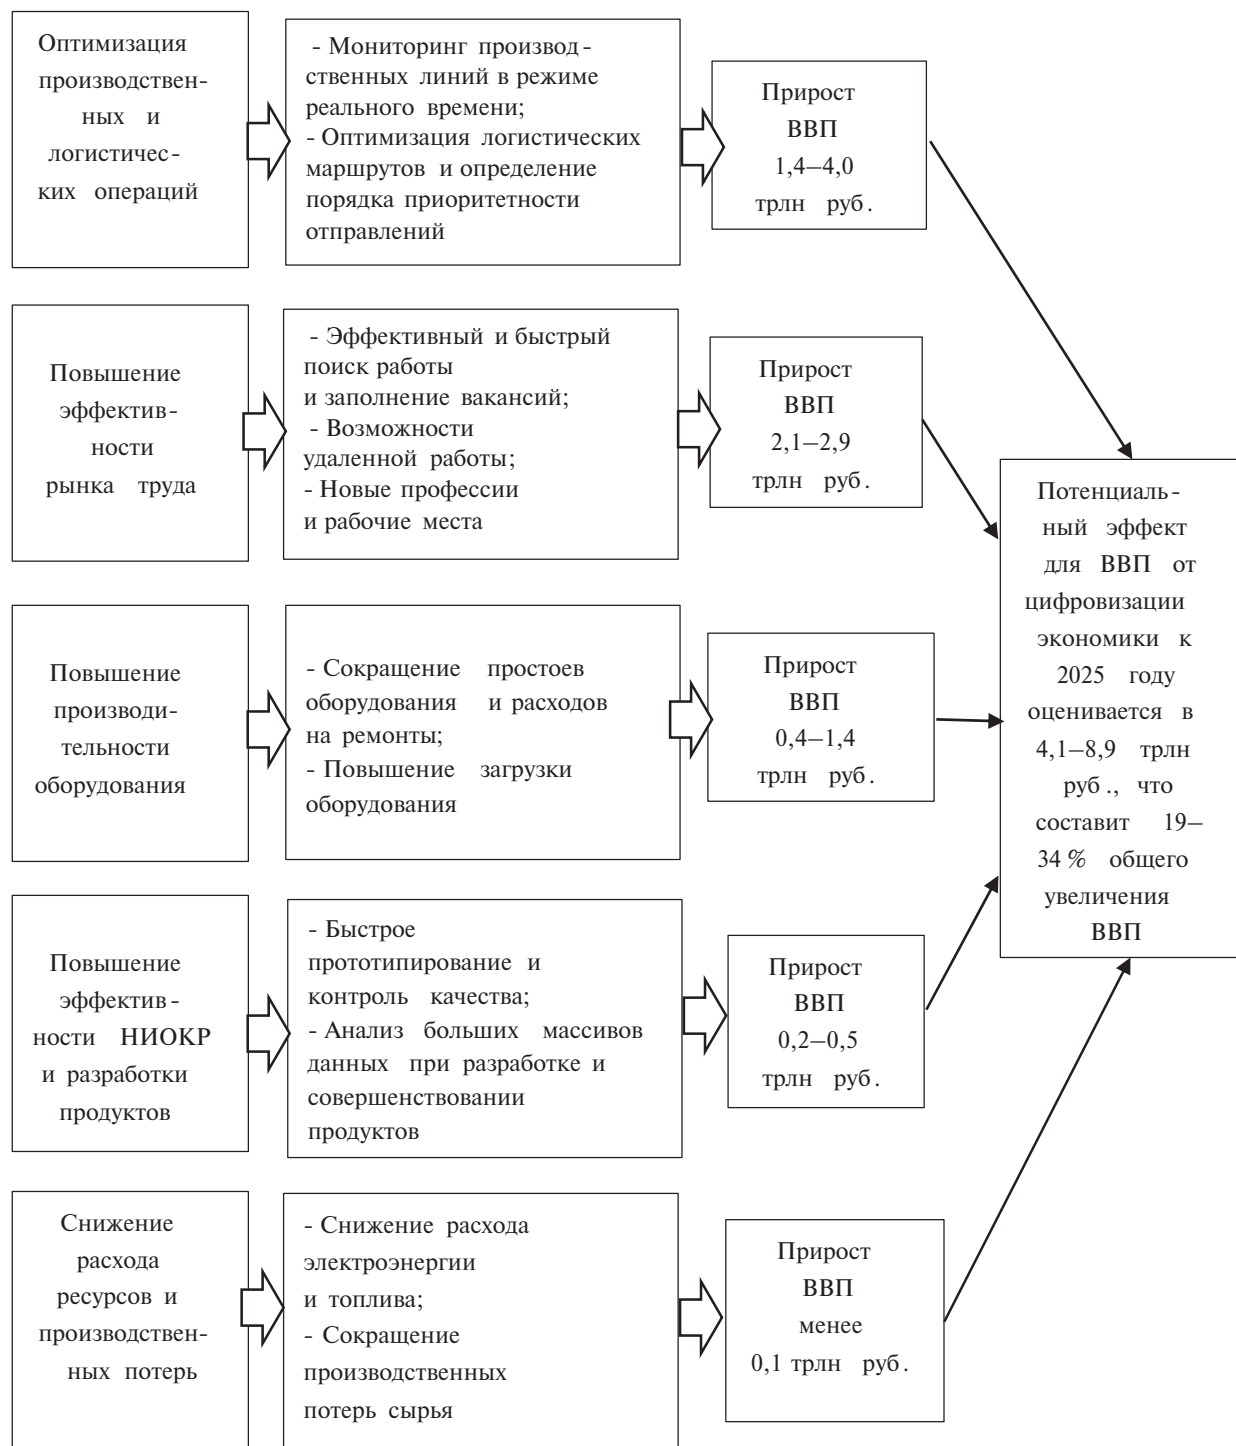 Оптимизация
производствен-
ных и
логистичес-
ких операций
- Мониторинг производ-
ственных линий в режиме
реального времени;
- Оптимизация логистических
маршрутов и определение
порядка приоритетности
отправлений
Прирост
ВВП
1,4–4,0
трлн руб.
Повышение
эффектив-
ности
рынка труда
- Эффективный и быстрый
поиск работы
и заполнение вакансий;
- Возможности
удаленной работы;
- Новые профессии
и рабочие места
Прирост
ВВП
2,1–2,9
трлн руб.
Повышение
производи-
тельности
оборудования
- Сокращение простоев
оборудования и расходов
на ремонты;
- Повышение загрузки
оборудования
Прирост
ВВП
0,4–1,4
трлн руб.
Повышение
эффектив-
ности НИОКР
и разработки
продуктов
- Быстрое
прототипирование и
контроль качества;
- Анализ больших массивов
данных при разработке и
совершенствовании
продуктов
Прирост
ВВП
0,2–0,5
трлн руб.
Снижение
расхода
ресурсов и
производствен-
ных потерь
- Снижение расхода
электроэнергии
и топлива;
- Сокращение
производственных
потерь сырья
Прирост
ВВП
менее
0,1 трлн руб.
Потенциаль-
ный эффект
для ВВП от
цифровизации
экономики к
2025 году
оценивается в
4,1–8,9 трлн
руб., что
составит 19–
34 % общего
увеличения
ВВП